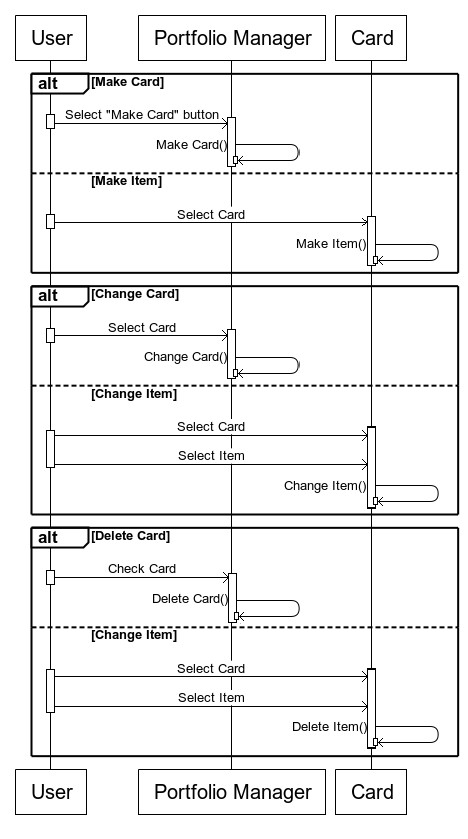 User Portfolio Manager Card
alt [Make Card]
Select "Make Card" button
Make Card()
[Make Item]
Select Card
Make Item()
alt [Change Card]
Select Card
Change Card()
[Change Item]
Select Card
Select Item
Change Item()
alt [Delete Card]
Check Card
Delete Card()
[Change Item]
Select Card
Select Item
Delete Item()
User Portfolio Manager Card